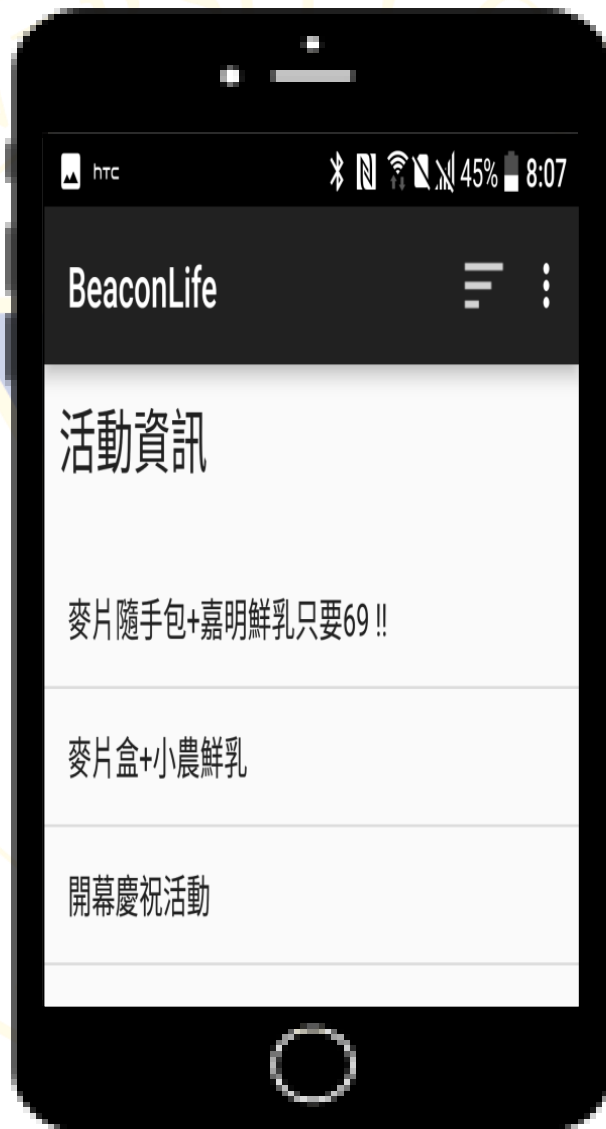 hTC 45% 8:07
BeaconLife
活動資訊
麥片隨手包+嘉明鮮乳只要69 !!
麥片盒+小農鮮乳
開幕慶祝活動